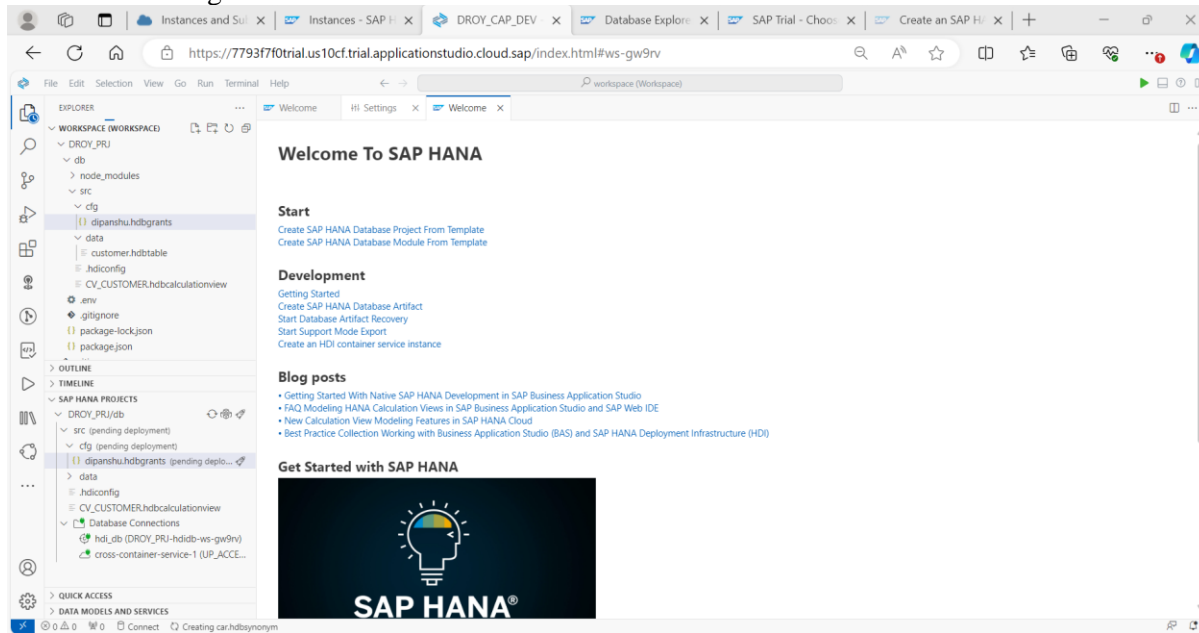 Instances and Sul
Instances - SAP H
DROY_CAP_DEV -
Database Explore
SAP Trial - Choos
Create an SAP HA
https://7793f7f0trial.us10cf.trial.applicationstudio.cloud.sap/index.html#ws-gw9rv
File Edit Selection View Go Run Terminal Help
workspace (Workspace)
EXPLORER
WORKSPACE (WORKSPACE)
DROY_PRJ
db
node_modules
src
cfg
dipanshu.hdbgrants
data
customer.hdbtable
.hdiconfig
CV_CUSTOMER.hdbcalculationview
.env
.gitignore
package-lock.json
package.json
OUTLINE
TIMELINE
SAP HANA PROJECTS
DROY_PRJ/db
src (pending deployment)
cfg (pending deployment)
dipanshu.hdbgrants (pending deplo...
data
.hdiconfig
CV_CUSTOMER.hdbcalculationview
Database Connections
hdi_db (DROY_PRJ-hdidb-ws-gw9rv)
cross-container-service-1 (UP_ACCE...
QUICK ACCESS
DATA MODELS AND SERVICES
Welcome
Settings
Welcome
Welcome To SAP HANA
Start
Create SAP HANA Database Project From Template
Create SAP HANA Database Module From Template
Development
Getting Started
Create SAP HANA Database Artifact
Start Database Artifact Recovery
Start Support Mode Export
Create an HDI container service instance
Blog posts
• Getting Started With Native SAP HANA Development in SAP Business Application Studio
• FAQ Modeling HANA Calculation Views in SAP Business Application Studio and SAP Web IDE
• New Calculation View Modeling Features in SAP HANA Cloud
• Best Practice Collection Working with Business Application Studio (BAS) and SAP HANA Deployment Infrastructure (HDI)
Get Started with SAP HANA
SAP HANA®
0 0 0 Connect Creating car.hdbsynonym